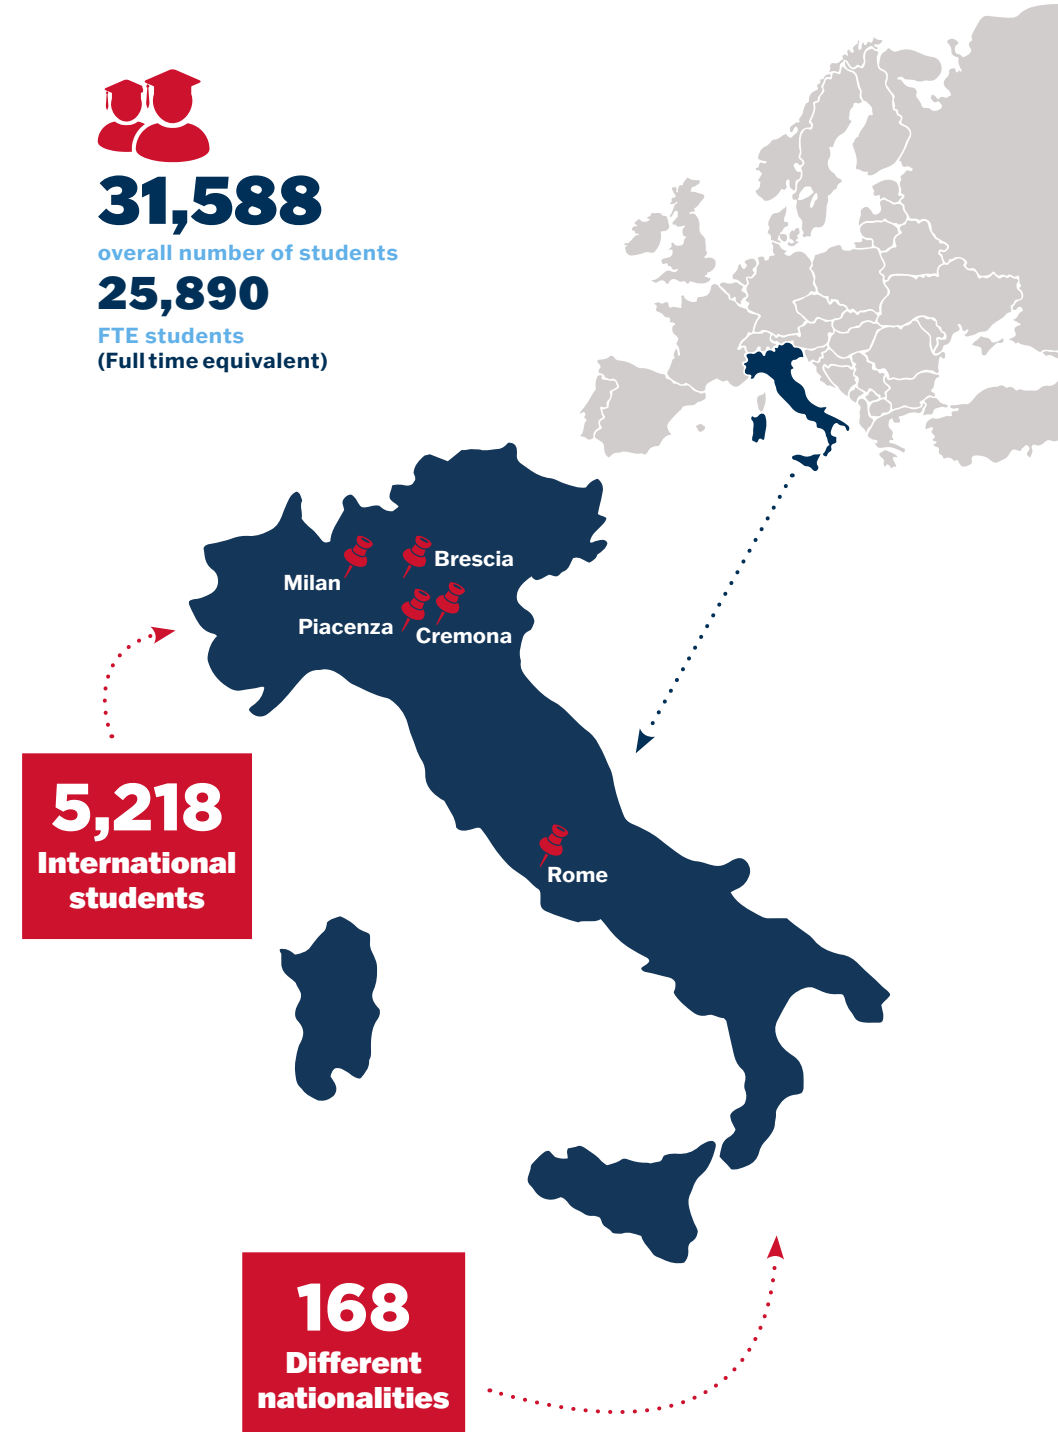 31,588
overall number of students
25,890
FTE students
(Full time equivalent)
Brescia
Milan
Piacenza
Cremona
5,218
International
students
Rome
168
Different
nationalities